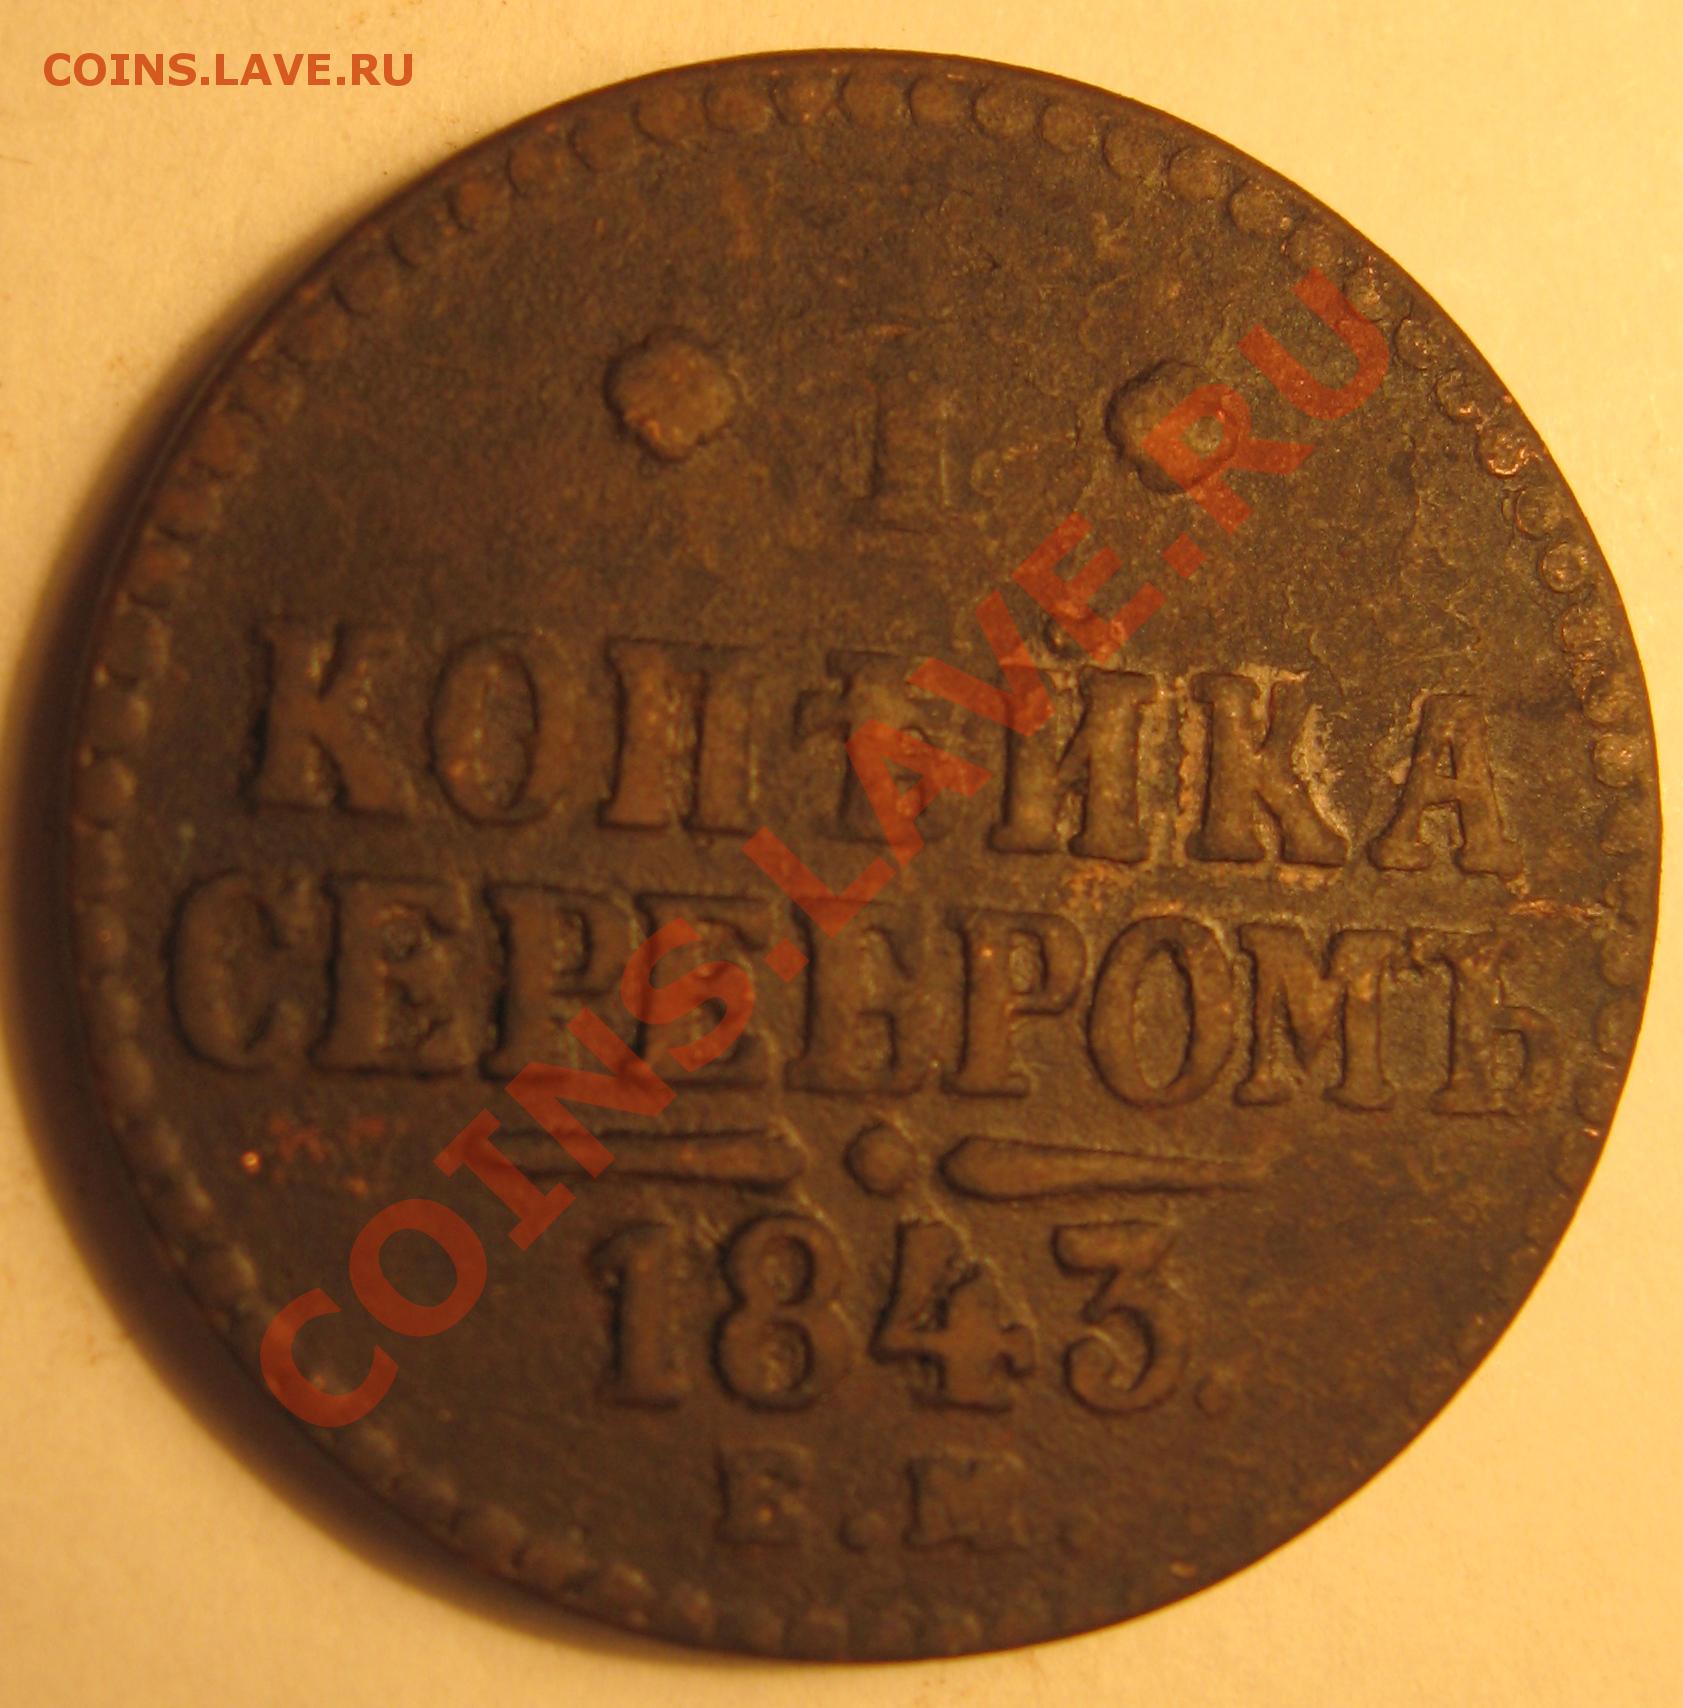 COINS.LAVE.RU
1
КОПѢЙКА
СЕРЕБРОМЪ
1843.
Е.М.
COINS.LAVE.RU